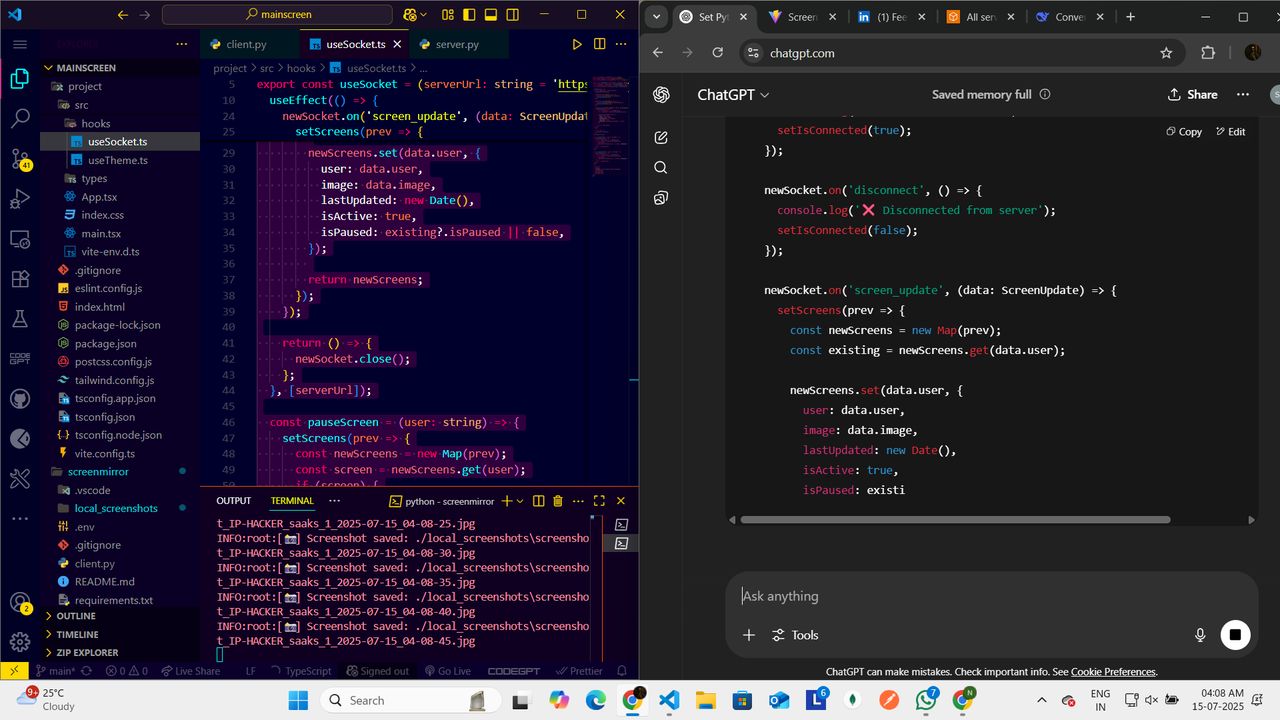 mainscreen
EXPLORER
MAINSCREEN
project
src
hooks
useSocket.ts
useTheme.ts
types
App.tsx
index.css
main.tsx
vite-env.d.ts
.gitignore
eslint.config.js
index.html
package-lock.json
package.json
postcss.config.js
tailwind.config.js
tsconfig.app.json
tsconfig.json
tsconfig.node.json
vite.config.ts
screenmirror
.vscode
local_screenshots
.env
.gitignore
client.py
README.md
requirements.txt
OUTLINE
TIMELINE
ZIP EXPLORER
41
2
CODE
GPT
client.py
useSocket.ts
server.py
project > src > hooks > useSocket.ts > ...
5 export const useSocket = (serverUrl: string = 'https
10 useEffect(() => {
24 newSocket.on('screen_update', (data: ScreenUpdat
25 setScreens(prev => {
29 newScreens.set(data.user, {
30 user: data.user,
31 image: data.image,
32 lastUpdated: new Date(),
33 isActive: true,
34 isPaused: existing?.isPaused || false,
35 });
36
37 return newScreens;
38 });
39 });
40
41 return () => {
42 newSocket.close();
43 };
44 }, [serverUrl]);
45
46 const pauseScreen = (user: string) => {
47 setScreens(prev => {
48 const newScreens = new Map(prev);
49 const screen = newScreens.get(user);
50 if (screen) {
OUTPUT
TERMINAL
python - screenmirror
t_IP-HACKER_saaks_1_2025-07-15_04-08-25.jpg
INFO:root:[📸] Screenshot saved: ./local_screenshots\screensho
t_IP-HACKER_saaks_1_2025-07-15_04-08-30.jpg
INFO:root:[📸] Screenshot saved: ./local_screenshots\screensho
t_IP-HACKER_saaks_1_2025-07-15_04-08-35.jpg
INFO:root:[📸] Screenshot saved: ./local_screenshots\screensho
t_IP-HACKER_saaks_1_2025-07-15_04-08-40.jpg
INFO:root:[📸] Screenshot saved: ./local_screenshots\screensho
t_IP-HACKER_saaks_1_2025-07-15_04-08-45.jpg
main*
0 0
Live Share
LF
TypeScript
Signed out
Go Live
CODEGPT
Prettier
Set Pyt
Screen
(1) Fee
All serv
Conver
chatgpt.com
ChatGPT
Saved memory full
Share
Copy
Edit
setIsConnected(true);
});
newSocket.on('disconnect', () => {
console.log('❌ Disconnected from server');
setIsConnected(false);
});
newSocket.on('screen_update', (data: ScreenUpdate) => {
setScreens(prev => {
const newScreens = new Map(prev);
const existing = newScreens.get(data.user);
newScreens.set(data.user, {
user: data.user,
image: data.image,
lastUpdated: new Date(),
isActive: true,
isPaused: existi
Ask anything
Tools
ChatGPT can make mistakes. Check important info. See Cookie Preferences.
9+
25°C
Cloudy
Search
6
7
N
ENG
IN
04:08 AM
15-07-2025